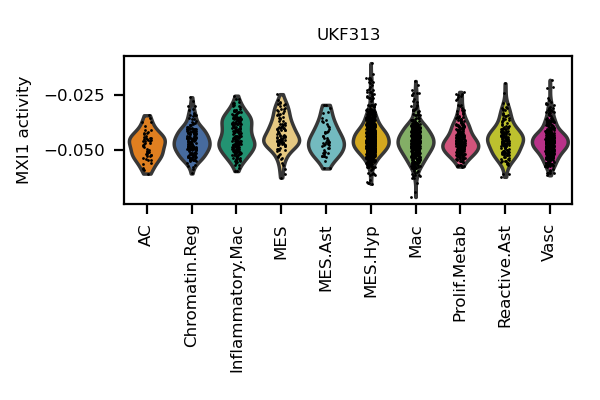 UKF313
MXI1 activity
−0.025
−0.050
AC
Chromatin.Reg
Inflammatory.Mac
MES
MES.Ast
MES.Hyp
Mac
Prolif.Metab
Reactive.Ast
Vasc